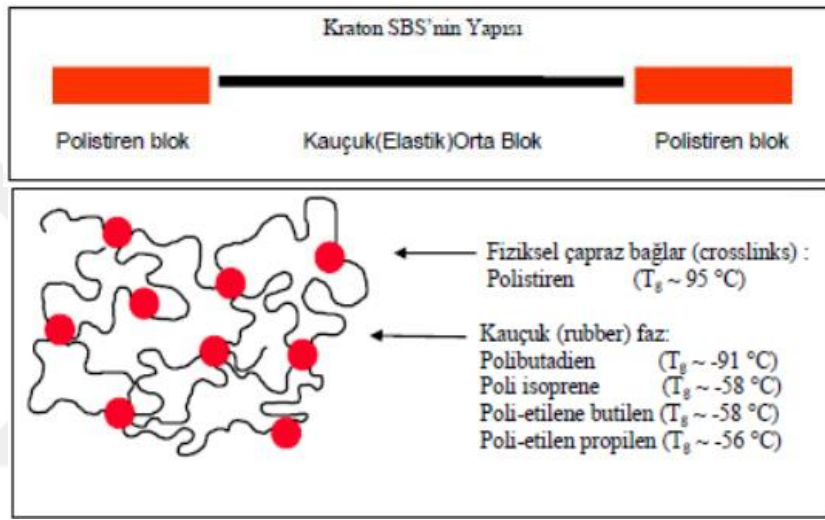 Kraton SBS'nin Yapısı
Polistiren blok
Kauçuk(Elastik)Orta Blok
Polistiren blok
Fiziksel çapraz bağlar (crosslinks) :
Polistiren (Tg ~ 95 °C)
Kauçuk (rubber) faz:
Polibutadien (Tg ~ -91 °C)
Poli isoprene (Tg ~ -58 °C)
Poli-etilene butilen (Tg ~ -58 °C)
Poli-etilen propilen (Tg ~ -56 °C)